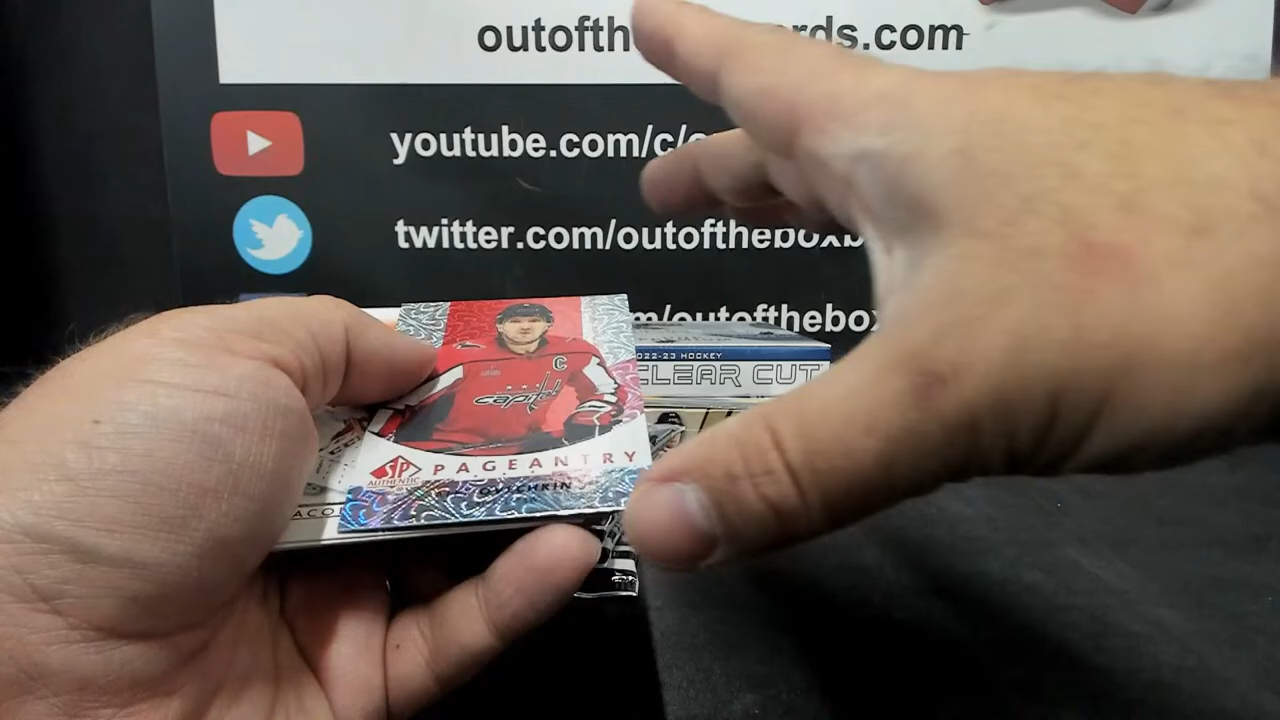 outofth rds.com
youtube.com/c/
twitter.com/outoftheboxb
m/outofthebox
022-23 HOCKEY
CLEAR CUT
C
capitals
SP PAGEANTRY
AUTHENTIC
OVECHKIN
ACO